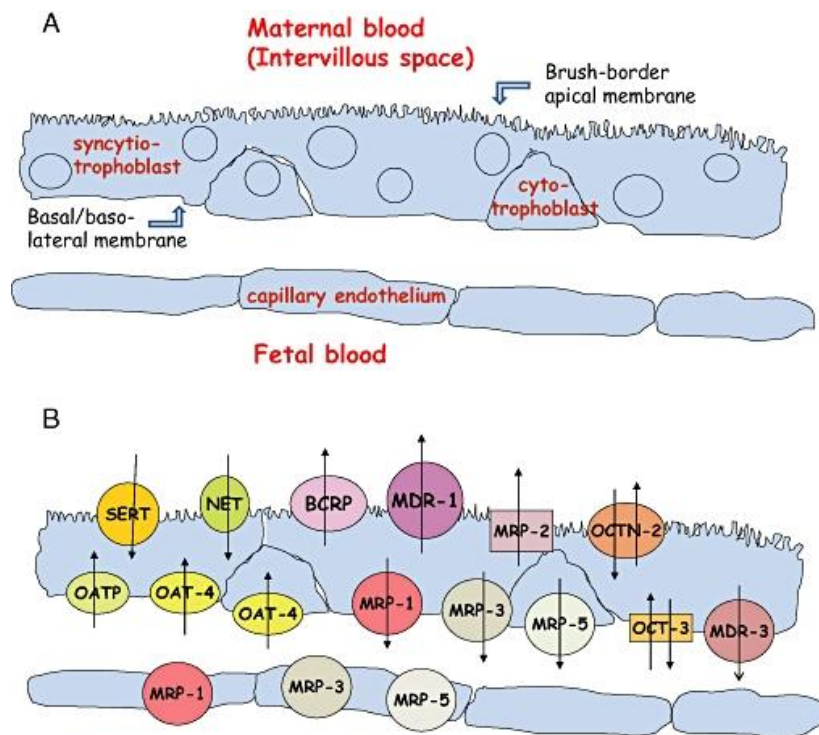 A
Maternal blood
(Intervillous space)
Brush-border
apical membrane
syncytio-
trophoblast
cyto-
trophoblast
Basal/baso-
lateral membrane
capillary endothelium
Fetal blood
B
SERT
NET
BCRP
MDR-1
MRP-2
OCTN-2
OATP
OAT-4
OAT-4
MRP-1
MRP-3
MRP-5
OCT-3
MDR-3
MRP-1
MRP-3
MRP-5